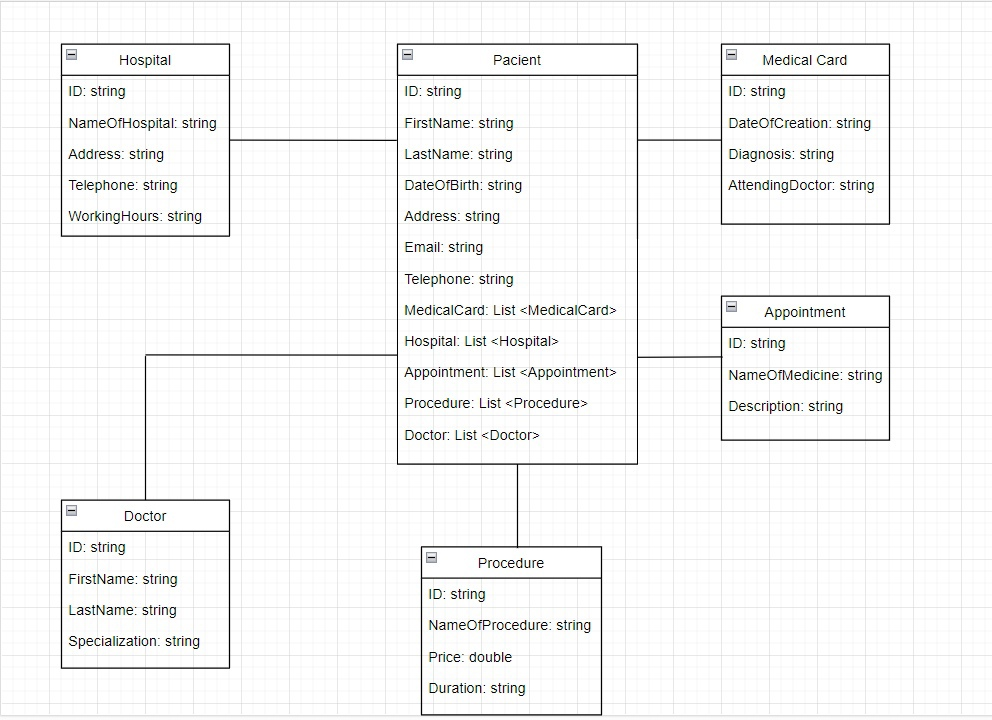 Hospital
ID: string
NameOfHospital: string
Address: string
Telephone: string
WorkingHours: string
Pacient
ID: string
FirstName: string
LastName: string
DateOfBirth: string
Address: string
Email: string
Telephone: string
MedicalCard: List <MedicalCard>
Hospital: List <Hospital>
Appointment: List <Appointment>
Procedure: List <Procedure>
Doctor: List <Doctor>
Medical Card
ID: string
DateOfCreation: string
Diagnosis: string
AttendingDoctor: string
Appointment
ID: string
NameOfMedicine: string
Description: string
Doctor
ID: string
FirstName: string
LastName: string
Specialization: string
Procedure
ID: string
NameOfProcedure: string
Price: double
Duration: string